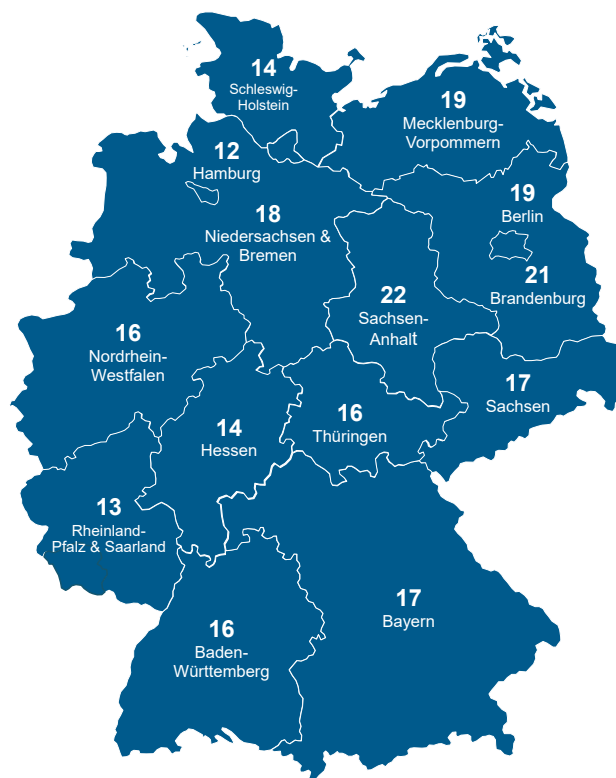 14
Schleswig-
Holstein
19
Mecklenburg-
Vorpommern
12
Hamburg
19
Berlin
18
Niedersachsen &
Bremen
21
Brandenburg
22
Sachsen-
Anhalt
16
Nordrhein-
Westfalen
17
Sachsen
14
Hessen
16
Thüringen
13
Rheinland-
Pfalz & Saarland
17
Bayern
16
Baden-
Württemberg